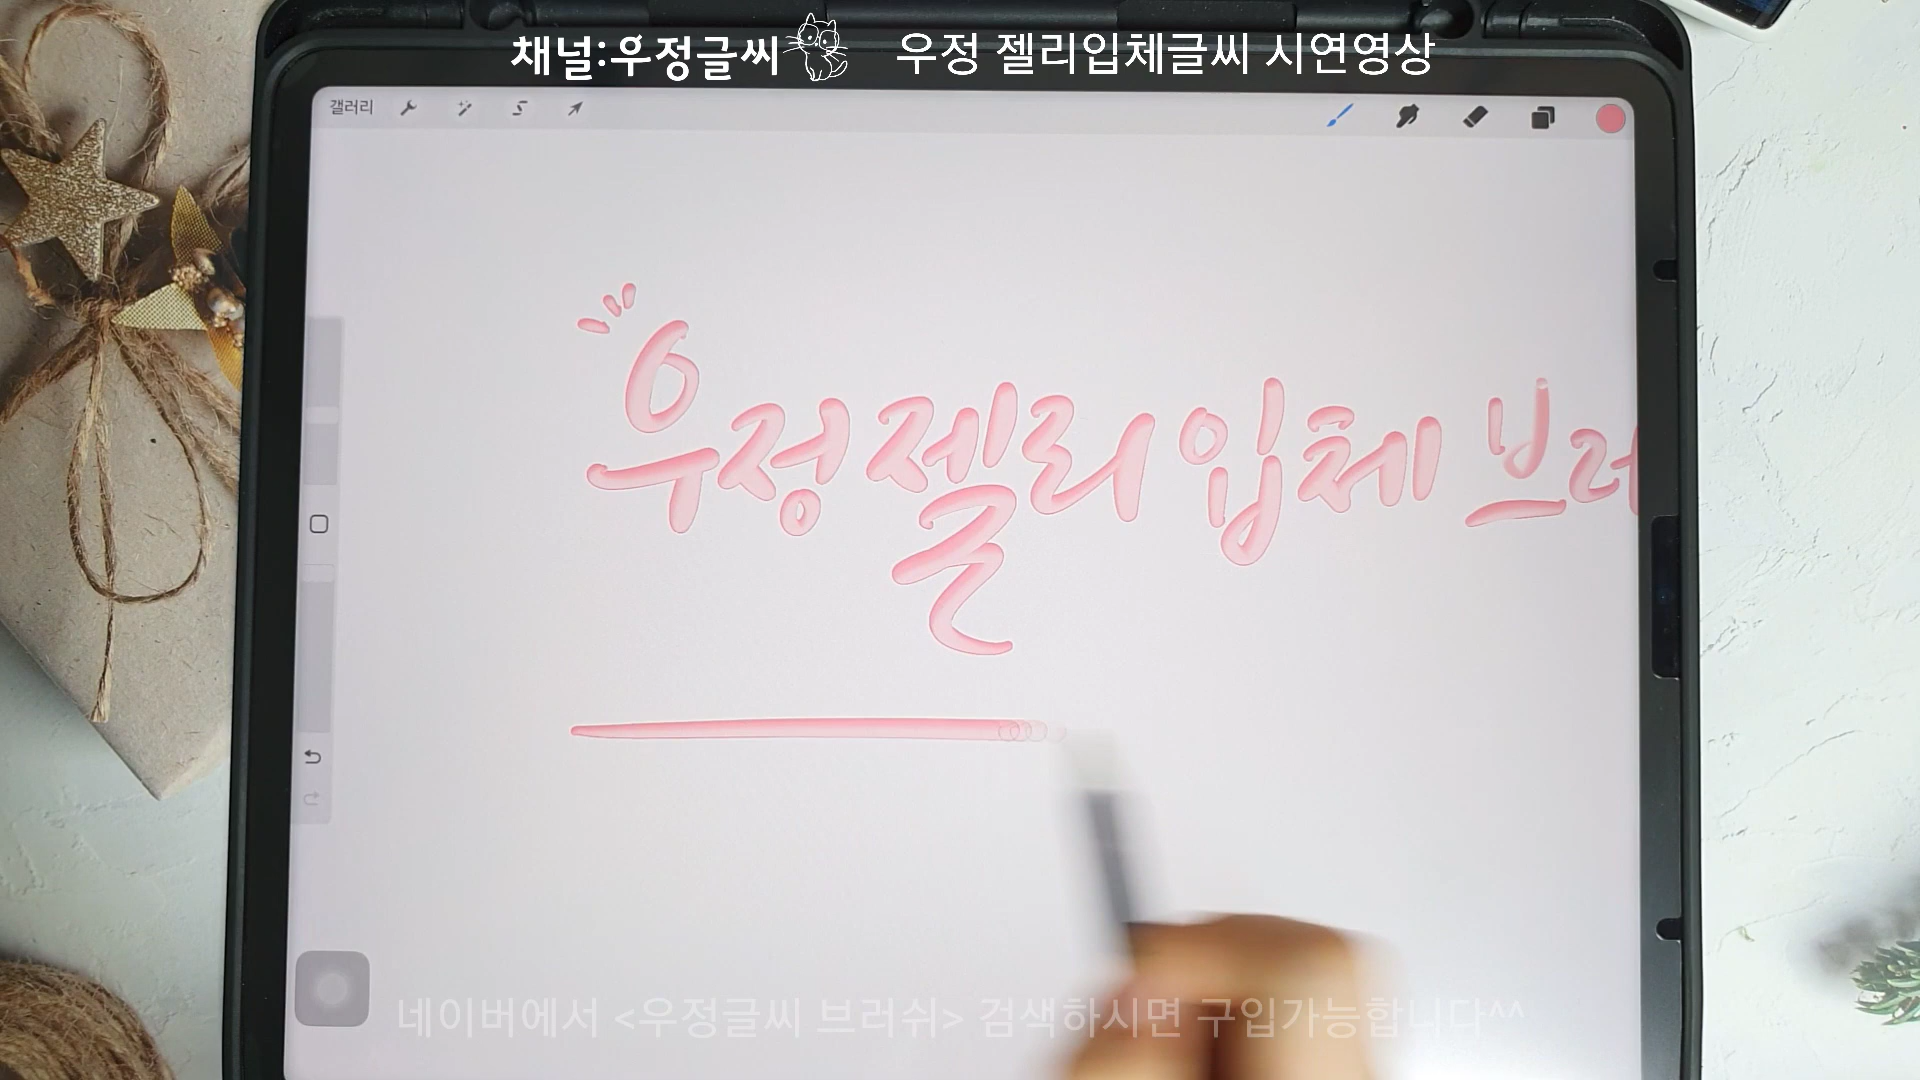 채널:우정글씨 우정 젤리입체글씨 시연영상
갤러리
우정젤리입체 브러
네이버에서 <우정글씨 브러쉬> 검색하시면 구입가능합니다^^